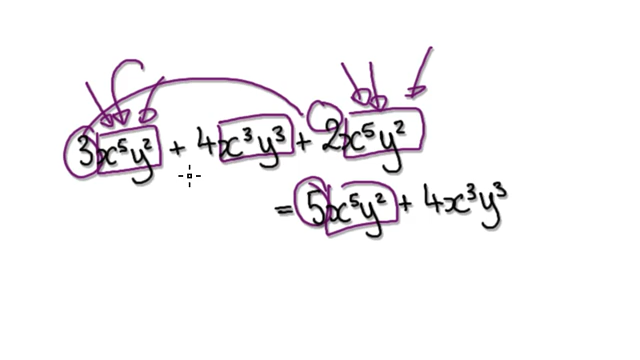 3x⁵y² + 4x³y³ + 2x⁵y²
= 5x⁵y² + 4x³y³